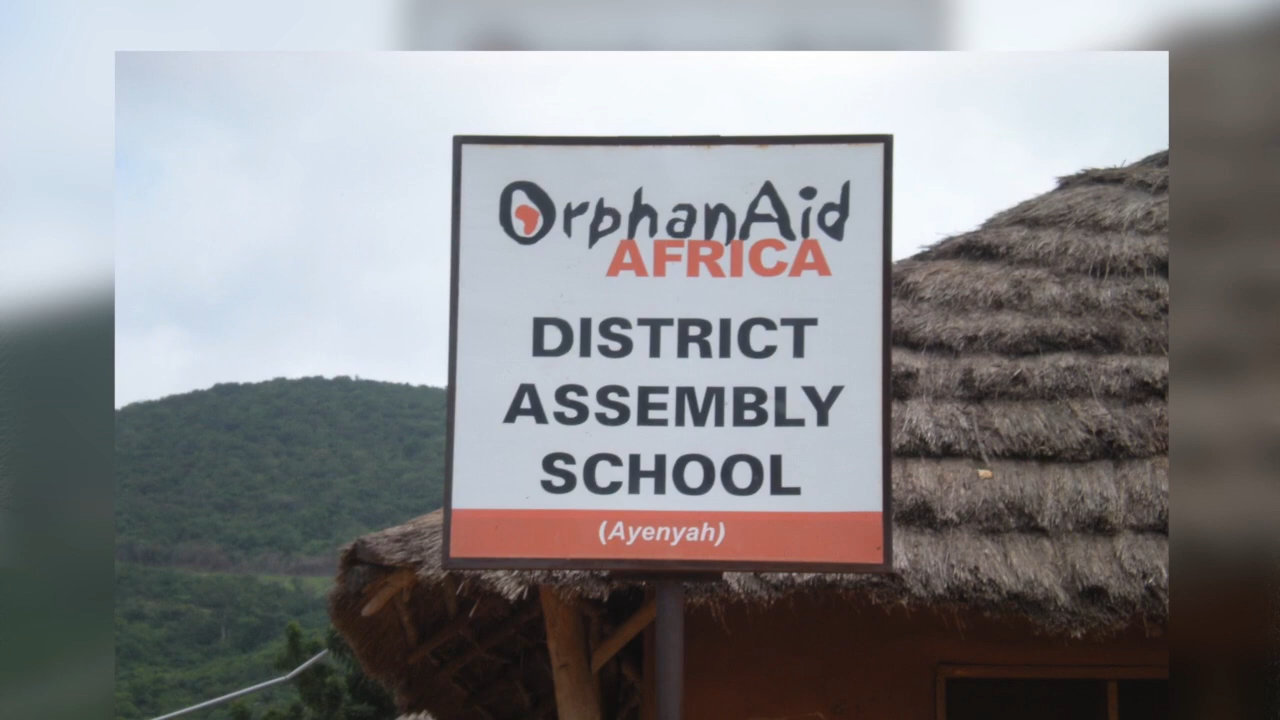 OrphanAid
AFRICA
DISTRICT
ASSEMBLY
SCHOOL
(Ayenyah)